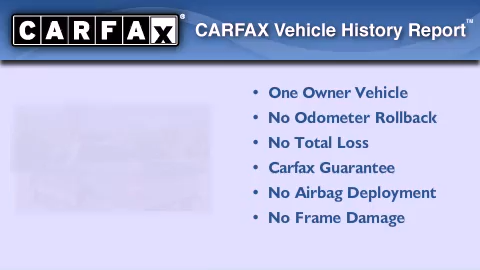 CARFAX® CARFAX Vehicle History Report™
• One Owner Vehicle
• No Odometer Rollback
• No Total Loss
• Carfax Guarantee
• No Airbag Deployment
• No Frame Damage